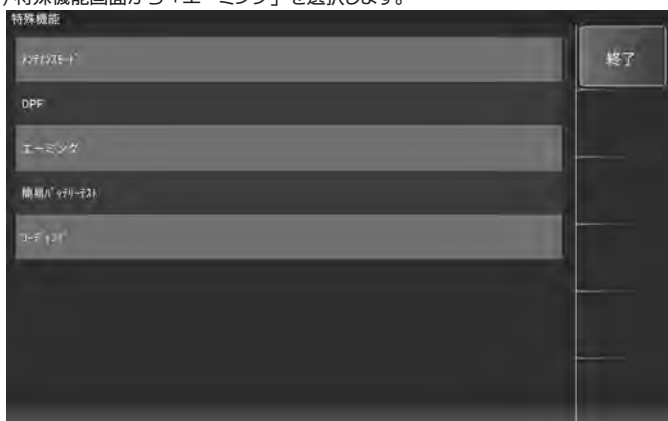 特殊機能画面から「エーミング」を選択します。
特殊機能
ﾒﾝﾃﾅﾝｽﾓｰﾄﾞ
終了
DPF
エーミング
簡易ﾊﾞｯﾃﾘｰﾃｽﾄ
ｺｰﾃﾞｨﾝｸﾞ